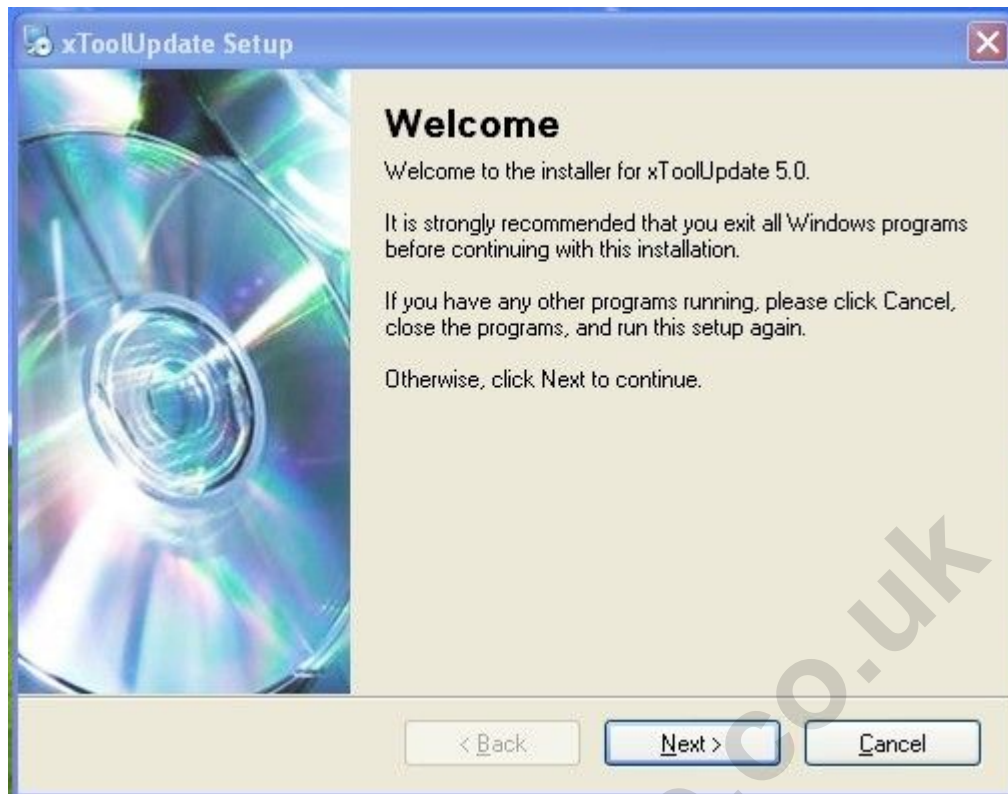 xToolUpdate Setup
Welcome
Welcome to the installer for xToolUpdate 5.0.
It is strongly recommended that you exit all Windows programs
before continuing with this installation.
If you have any other programs running, please click Cancel,
close the programs, and run this setup again.
Otherwise, click Next to continue.
< Back
Next >
Cancel
.co.uk